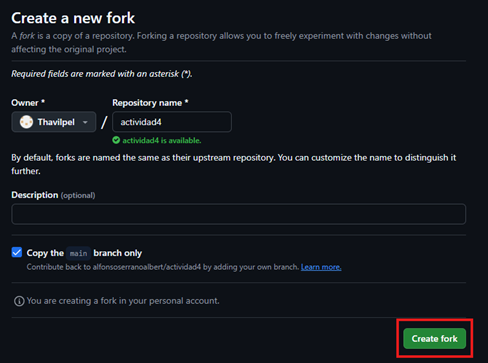 Create a new fork
A fork is a copy of a repository. Forking a repository allows you to freely experiment with changes without
affecting the original project.
Required fields are marked with an asterisk (*).
Owner * Repository name *
Thavilpel / actividad4
actividad4 is available.
By default, forks are named the same as their upstream repository. You can customize the name to distinguish it
further.
Description (optional)
Copy the main branch only
Contribute back to alfonsoserranoalbert/actividad4 by adding your own branch. Learn more.
You are creating a fork in your personal account.
Create fork